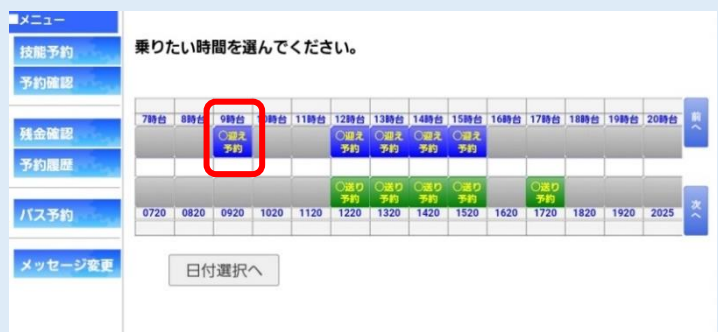 ■メニュー
技能予約
予約確認
残金確認
予約履歴
バス予約
メッセージ変更
乗りたい時間を選んでください。
7時台 8時台 9時台 10時台 11時台 12時台 13時台 14時台 15時台 16時台 17時台 18時台 19時台 20時台
○迎え ○迎え ○迎え ○迎え ○迎え
予約 予約 予約 予約 予約
○送り ○送り ○送り ○送り ○送り
予約 予約 予約 予約 予約
0720 0820 0920 1020 1120 1220 1320 1420 1520 1620 1720 1820 1920 2025
前へ
次へ
日付選択へ